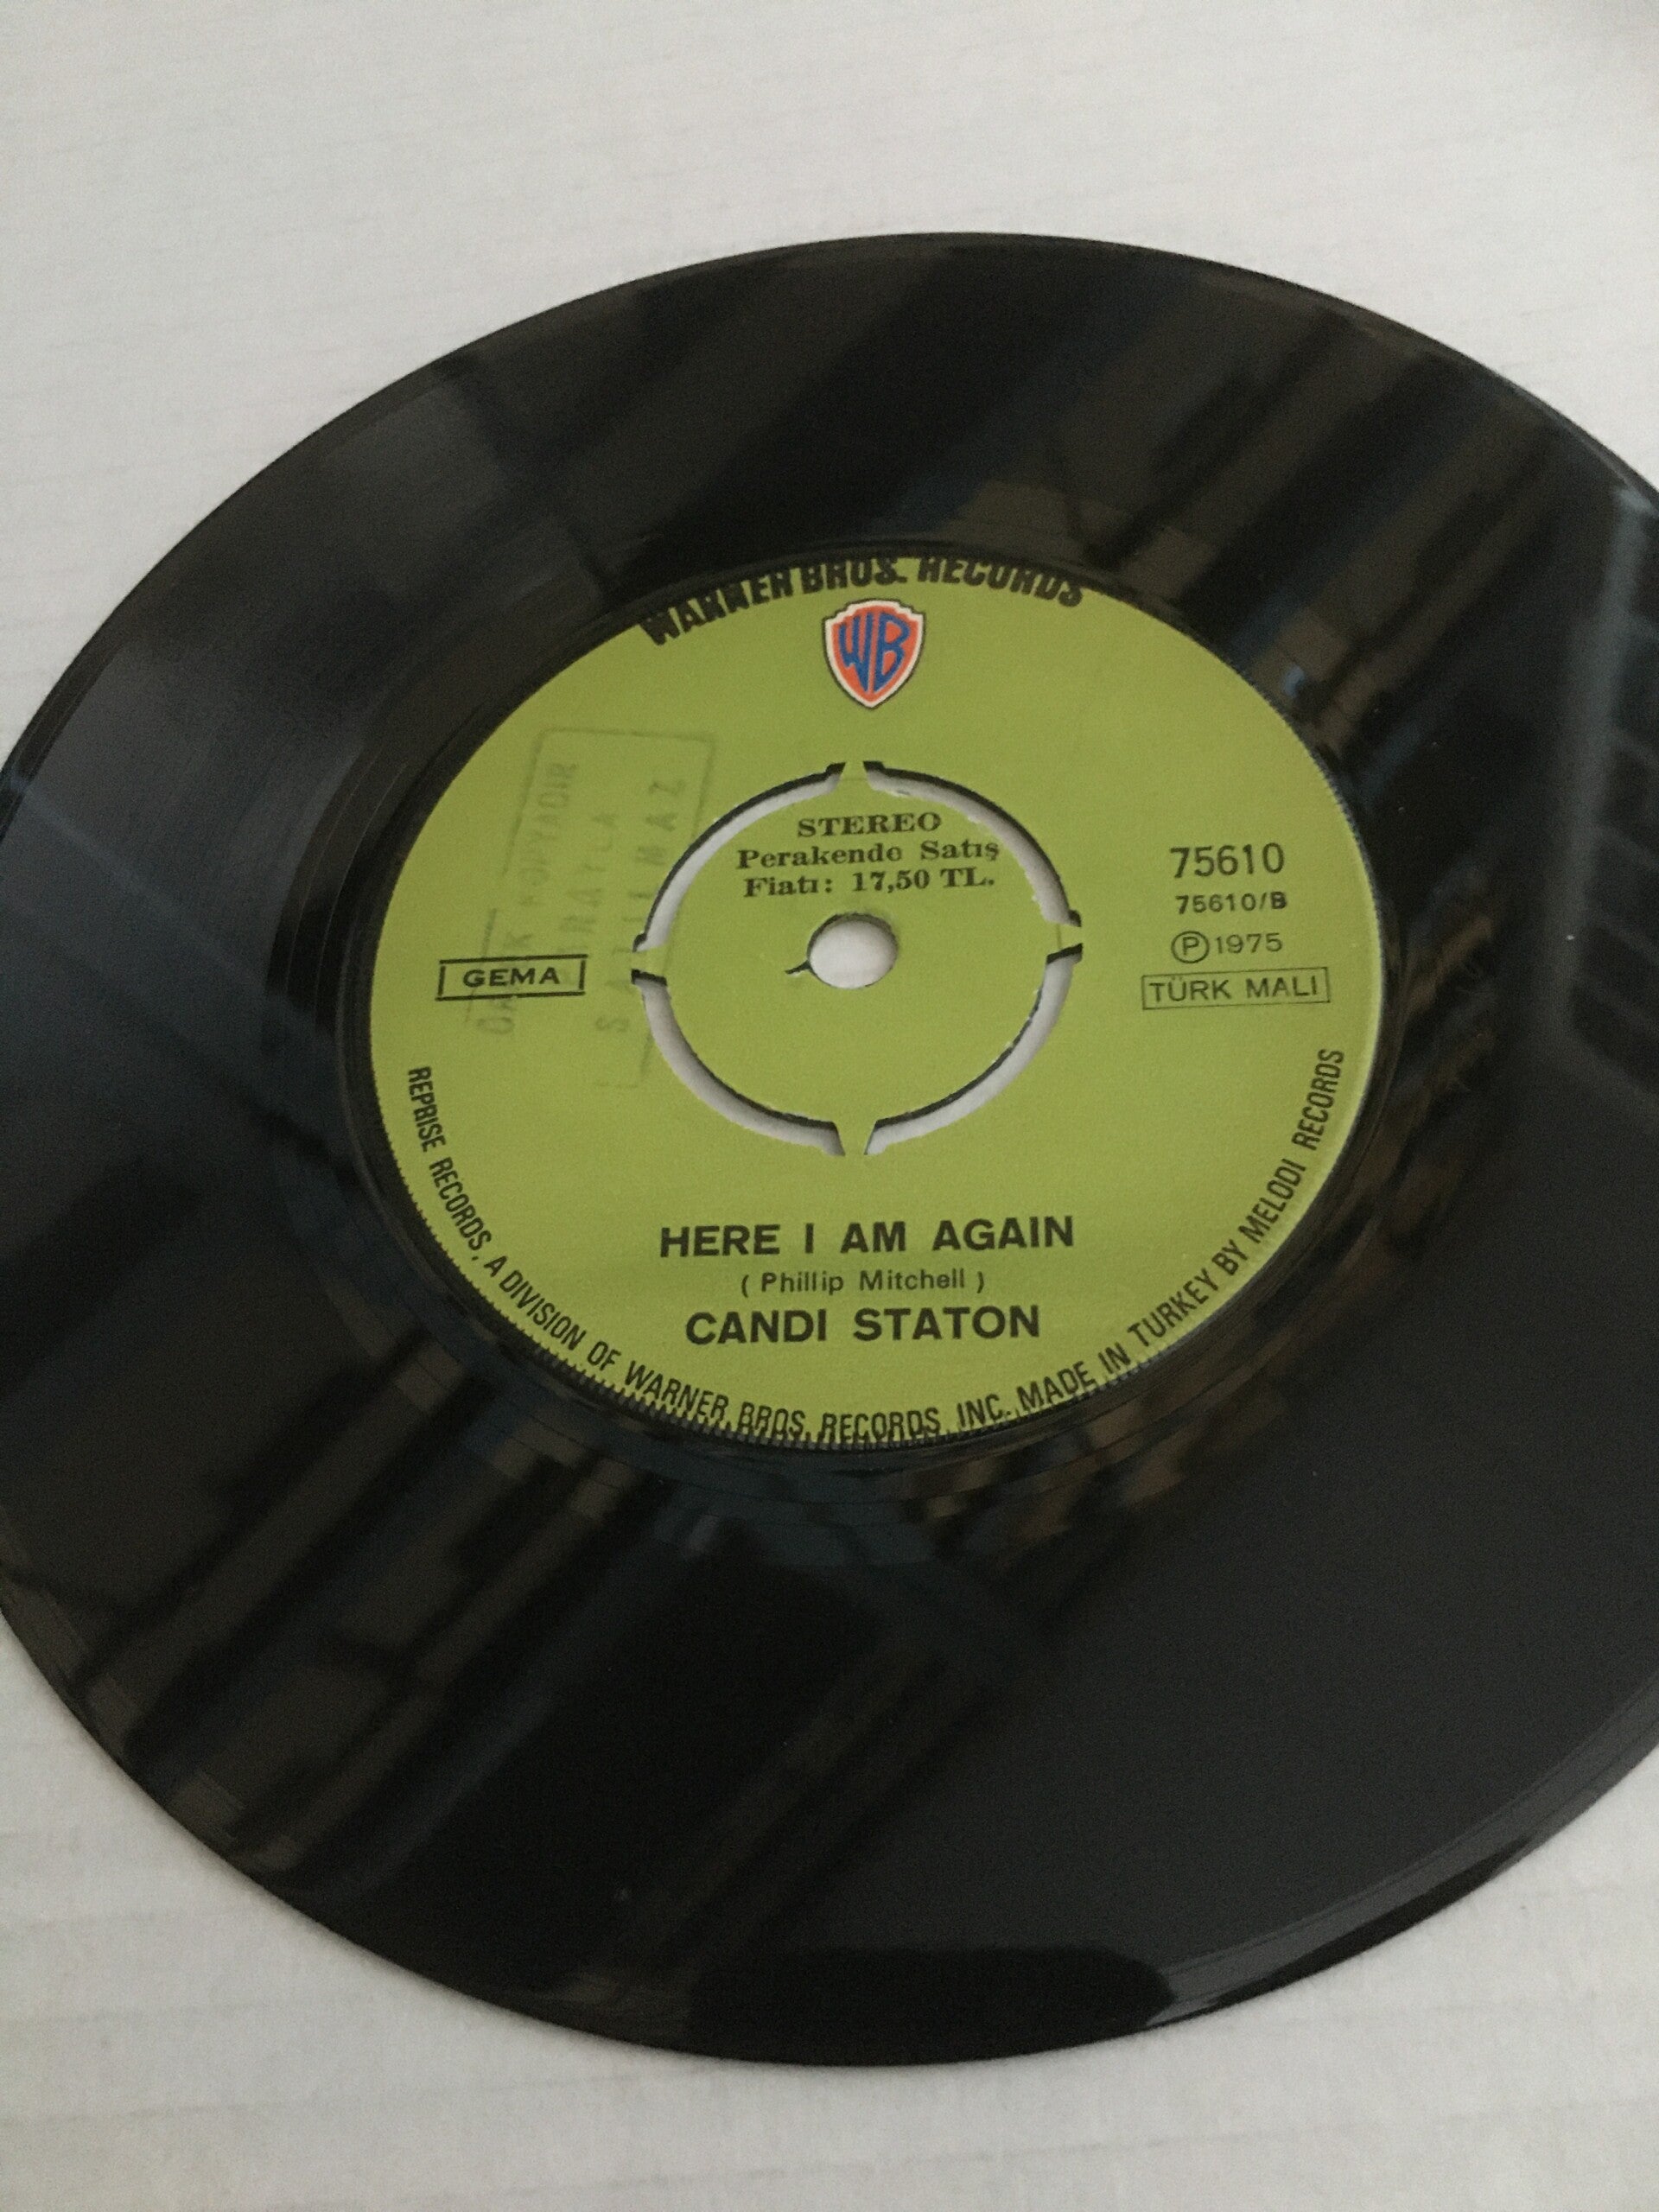 WARNER BROS. RECORDS
WB
STEREO
Perakende Satış
Fiatı: 17,50 TL.
75610
75610/B
Ⓟ1975
GEMA
TÜRK MALI
HERE I AM AGAIN
( Phillip Mitchell )
CANDI STATON
REPRISE RECORDS, A DIVISION OF WARNER BROS. RECORDS INC. MADE IN TURKEY BY MELODI RECORDS